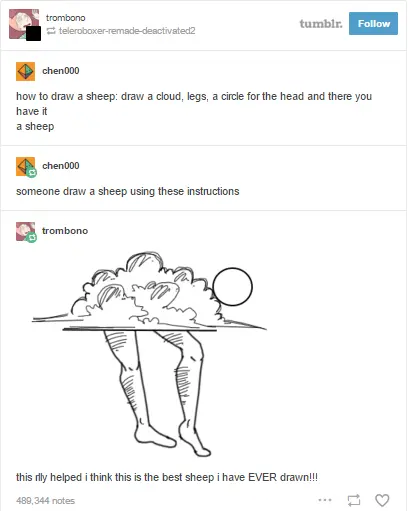 trombono
teleroboxer-remade-deactivated2
tumblr.
Follow
chen000
how to draw a sheep: draw a cloud, legs, a circle for the head and there you
have it
a sheep
chen000
someone draw a sheep using these instructions
trombono
this rlly helped i think this is the best sheep i have EVER drawn!!!
489,344 notes